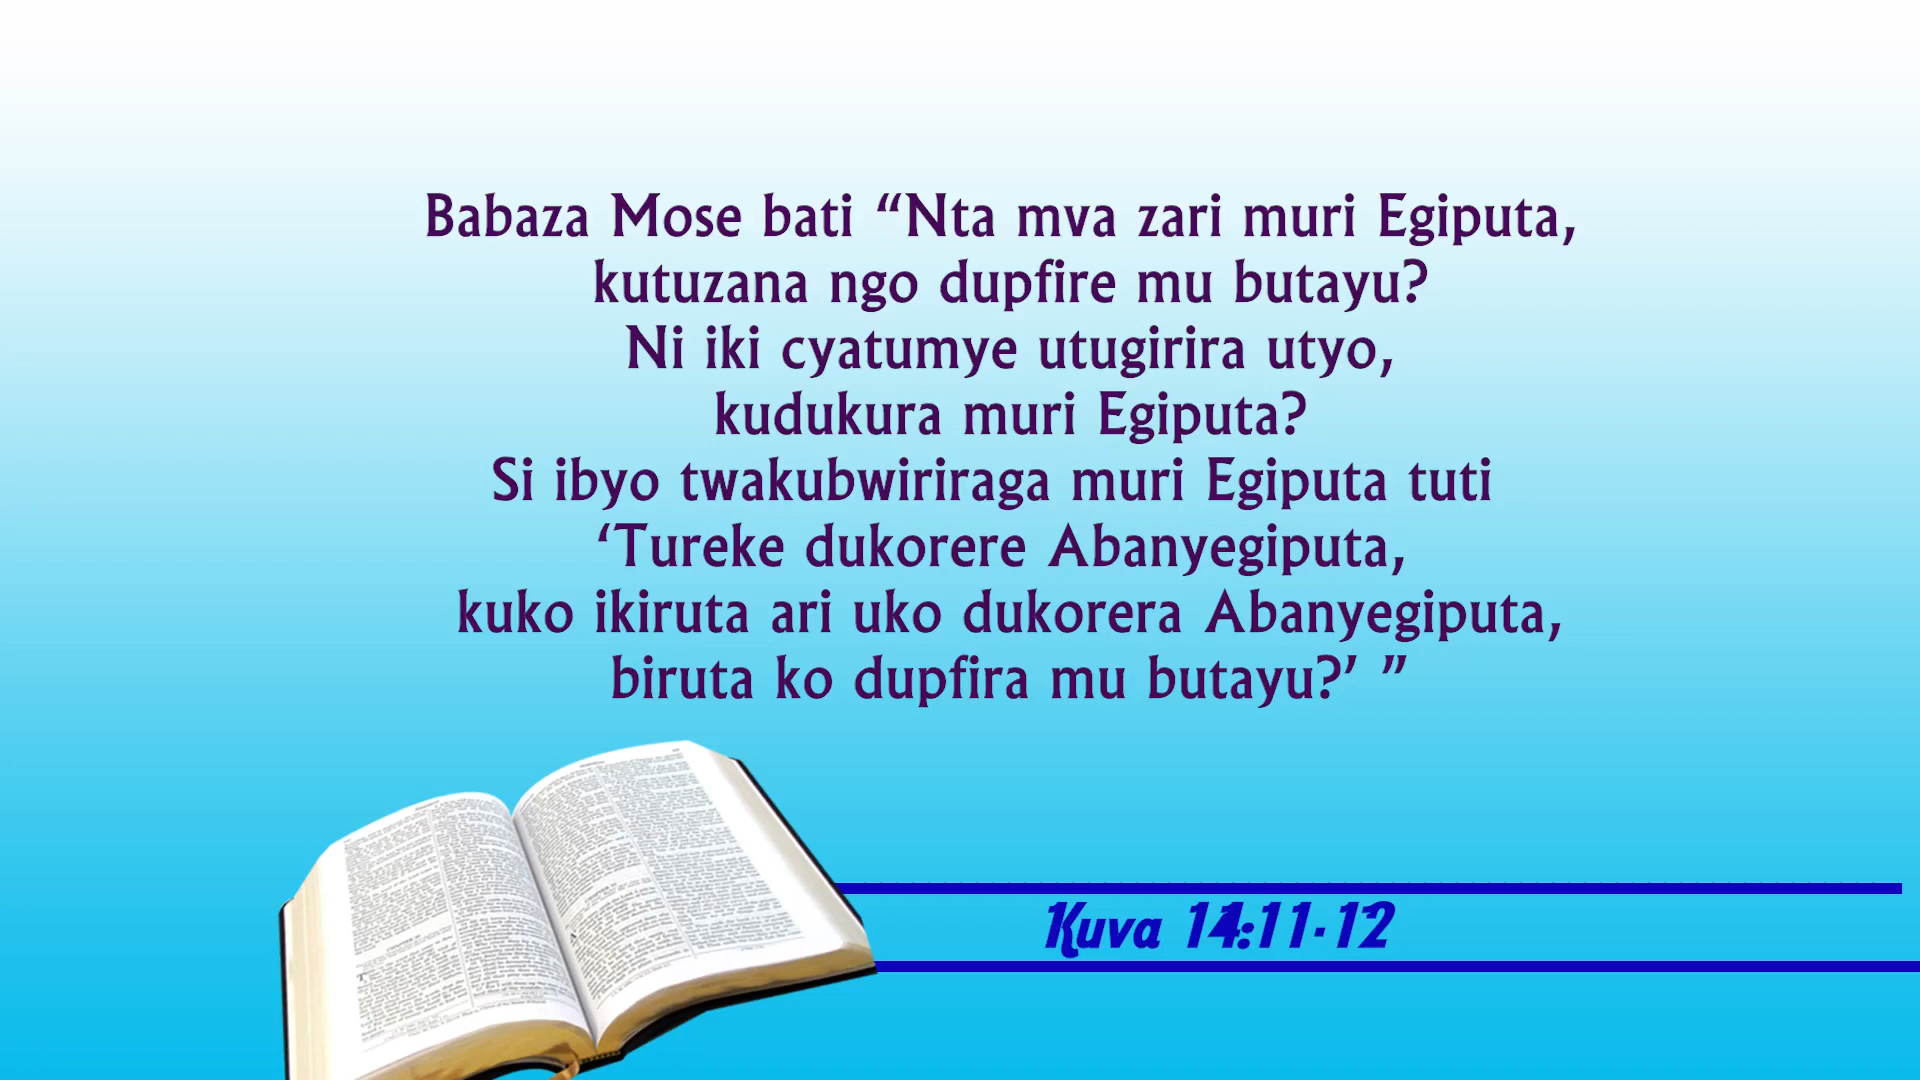 Babaza Mose bati “Nta mva zari muri Egiputa,
kutuzana ngo dupfire mu butayu?
Ni iki cyatumye utugirira utyo,
kudukura muri Egiputa?
Si ibyo twakubwiriraga muri Egiputa tuti
‘Tureke dukorere Abanyegiputa,
kuko ikiruta ari uko dukorera Abanyegiputa,
biruta ko dupfira mu butayu?’ ”
Kuva 14:11-12